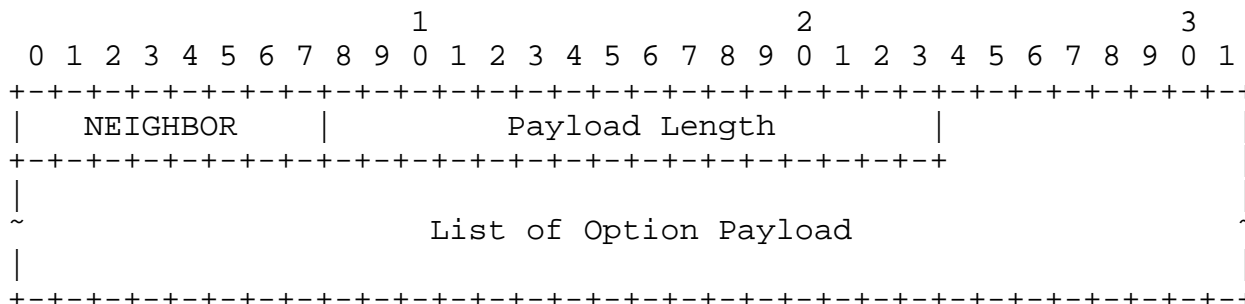 1                   2                   3
 0 1 2 3 4 5 6 7 8 9 0 1 2 3 4 5 6 7 8 9 0 1 2 3 4 5 6 7 8 9 0 1
+-+-+-+-+-+-+-+-+-+-+-+-+-+-+-+-+-+-+-+-+-+-+-+-+-+-+-+-+-+-+-+-+
|   NEIGHBOR    |         Payload Length        |               |
+-+-+-+-+-+-+-+-+-+-+-+-+-+-+-+-+-+-+-+-+-+-+-+-+
|                                                               |
~                     List of Option Payload                    ~
|                                                               |
+-+-+-+-+-+-+-+-+-+-+-+-+-+-+-+-+-+-+-+-+-+-+-+-+-+-+-+-+-+-+-+-+